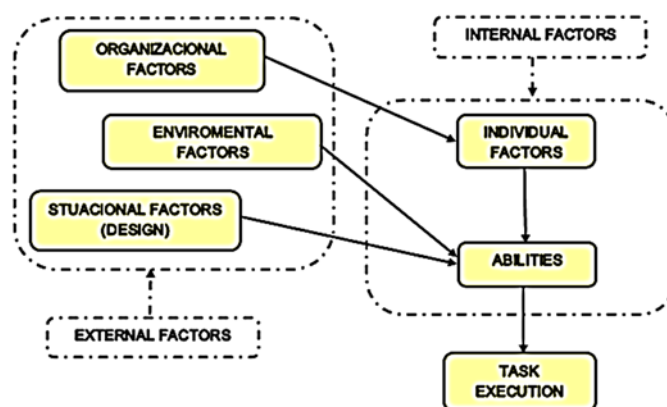 ORGANIZACIONAL
FACTORS
ENVIROMENTAL
FACTORS
STUACIONAL FACTORS
(DESIGN)
EXTERNAL FACTORS
INTERNAL FACTORS
INDIVIDUAL
FACTORS
ABILITIES
TASK
EXECUTION